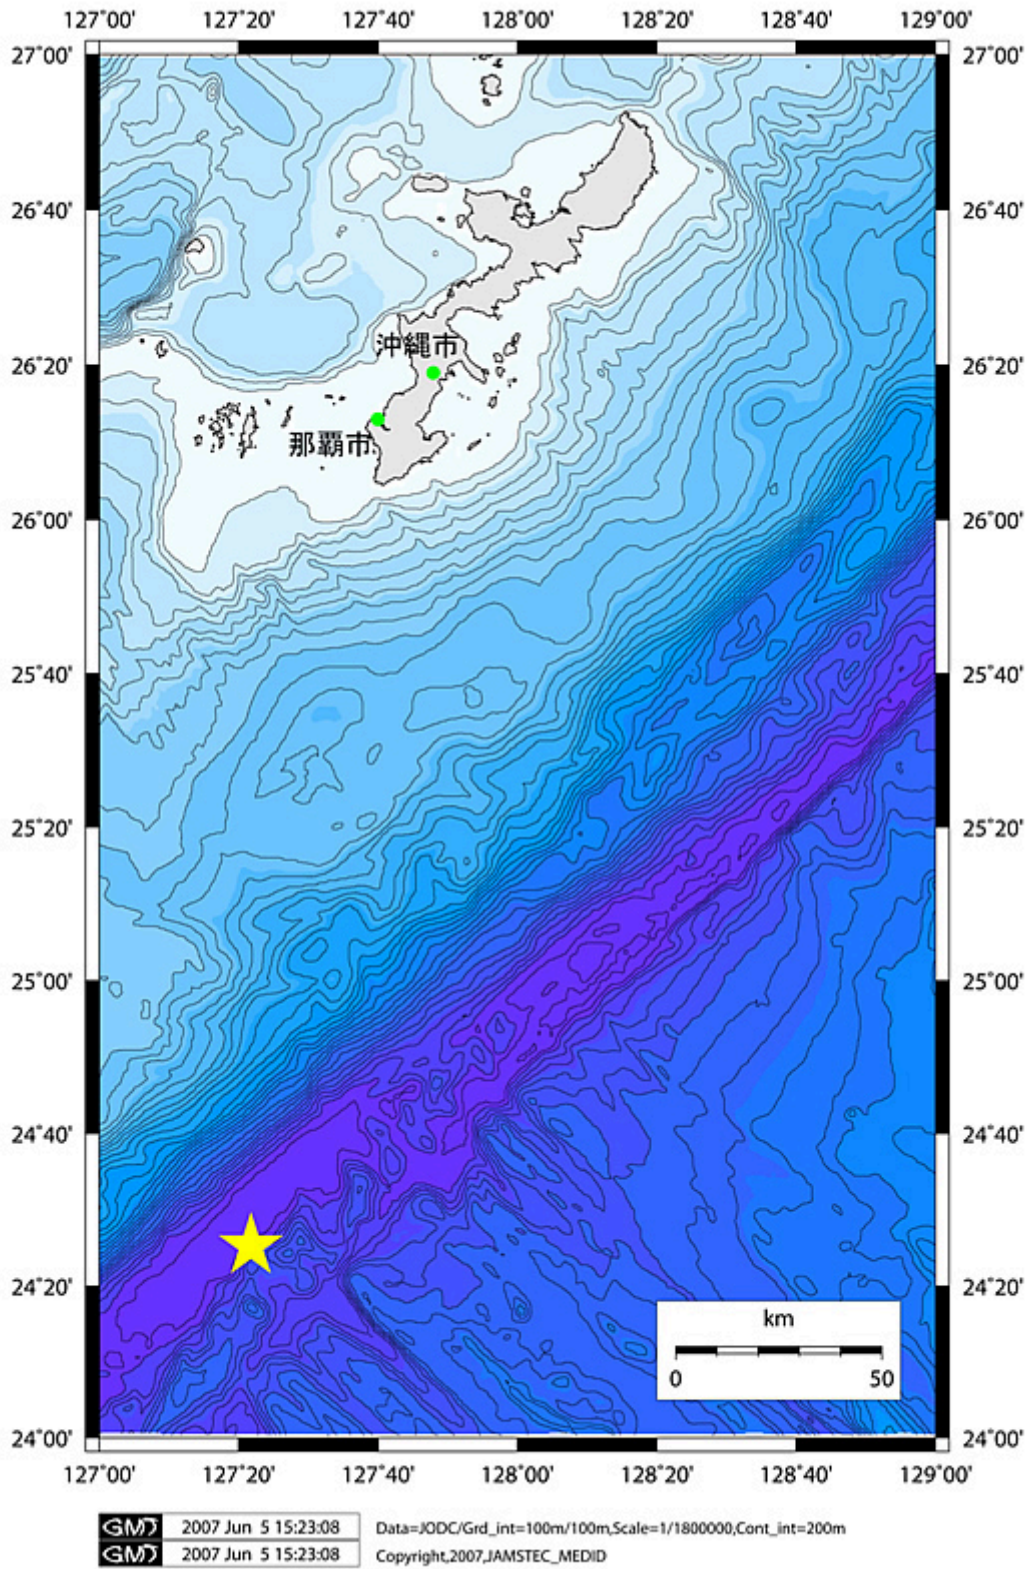 127°00' 127°20' 127°40' 128°00' 128°20' 128°40' 129°00'
27°00' 27°00'
26°40' 26°40'
沖縄市
26°20' 26°20'
那覇市
26°00' 26°00'
25°40' 25°40'
25°20' 25°20'
25°00' 25°00'
24°40' 24°40'
24°20' 24°20'
km
0 50
24°00' 24°00'
127°00' 127°20' 127°40' 128°00' 128°20' 128°40' 129°00'
GMT 2007 Jun 5 15:23:08 Data=JODC/Grd_int=100m/100m,Scale=1/1800000,Cont_int=200m
GMT 2007 Jun 5 15:23:08 Copyright,2007,JAMSTEC_MEDID